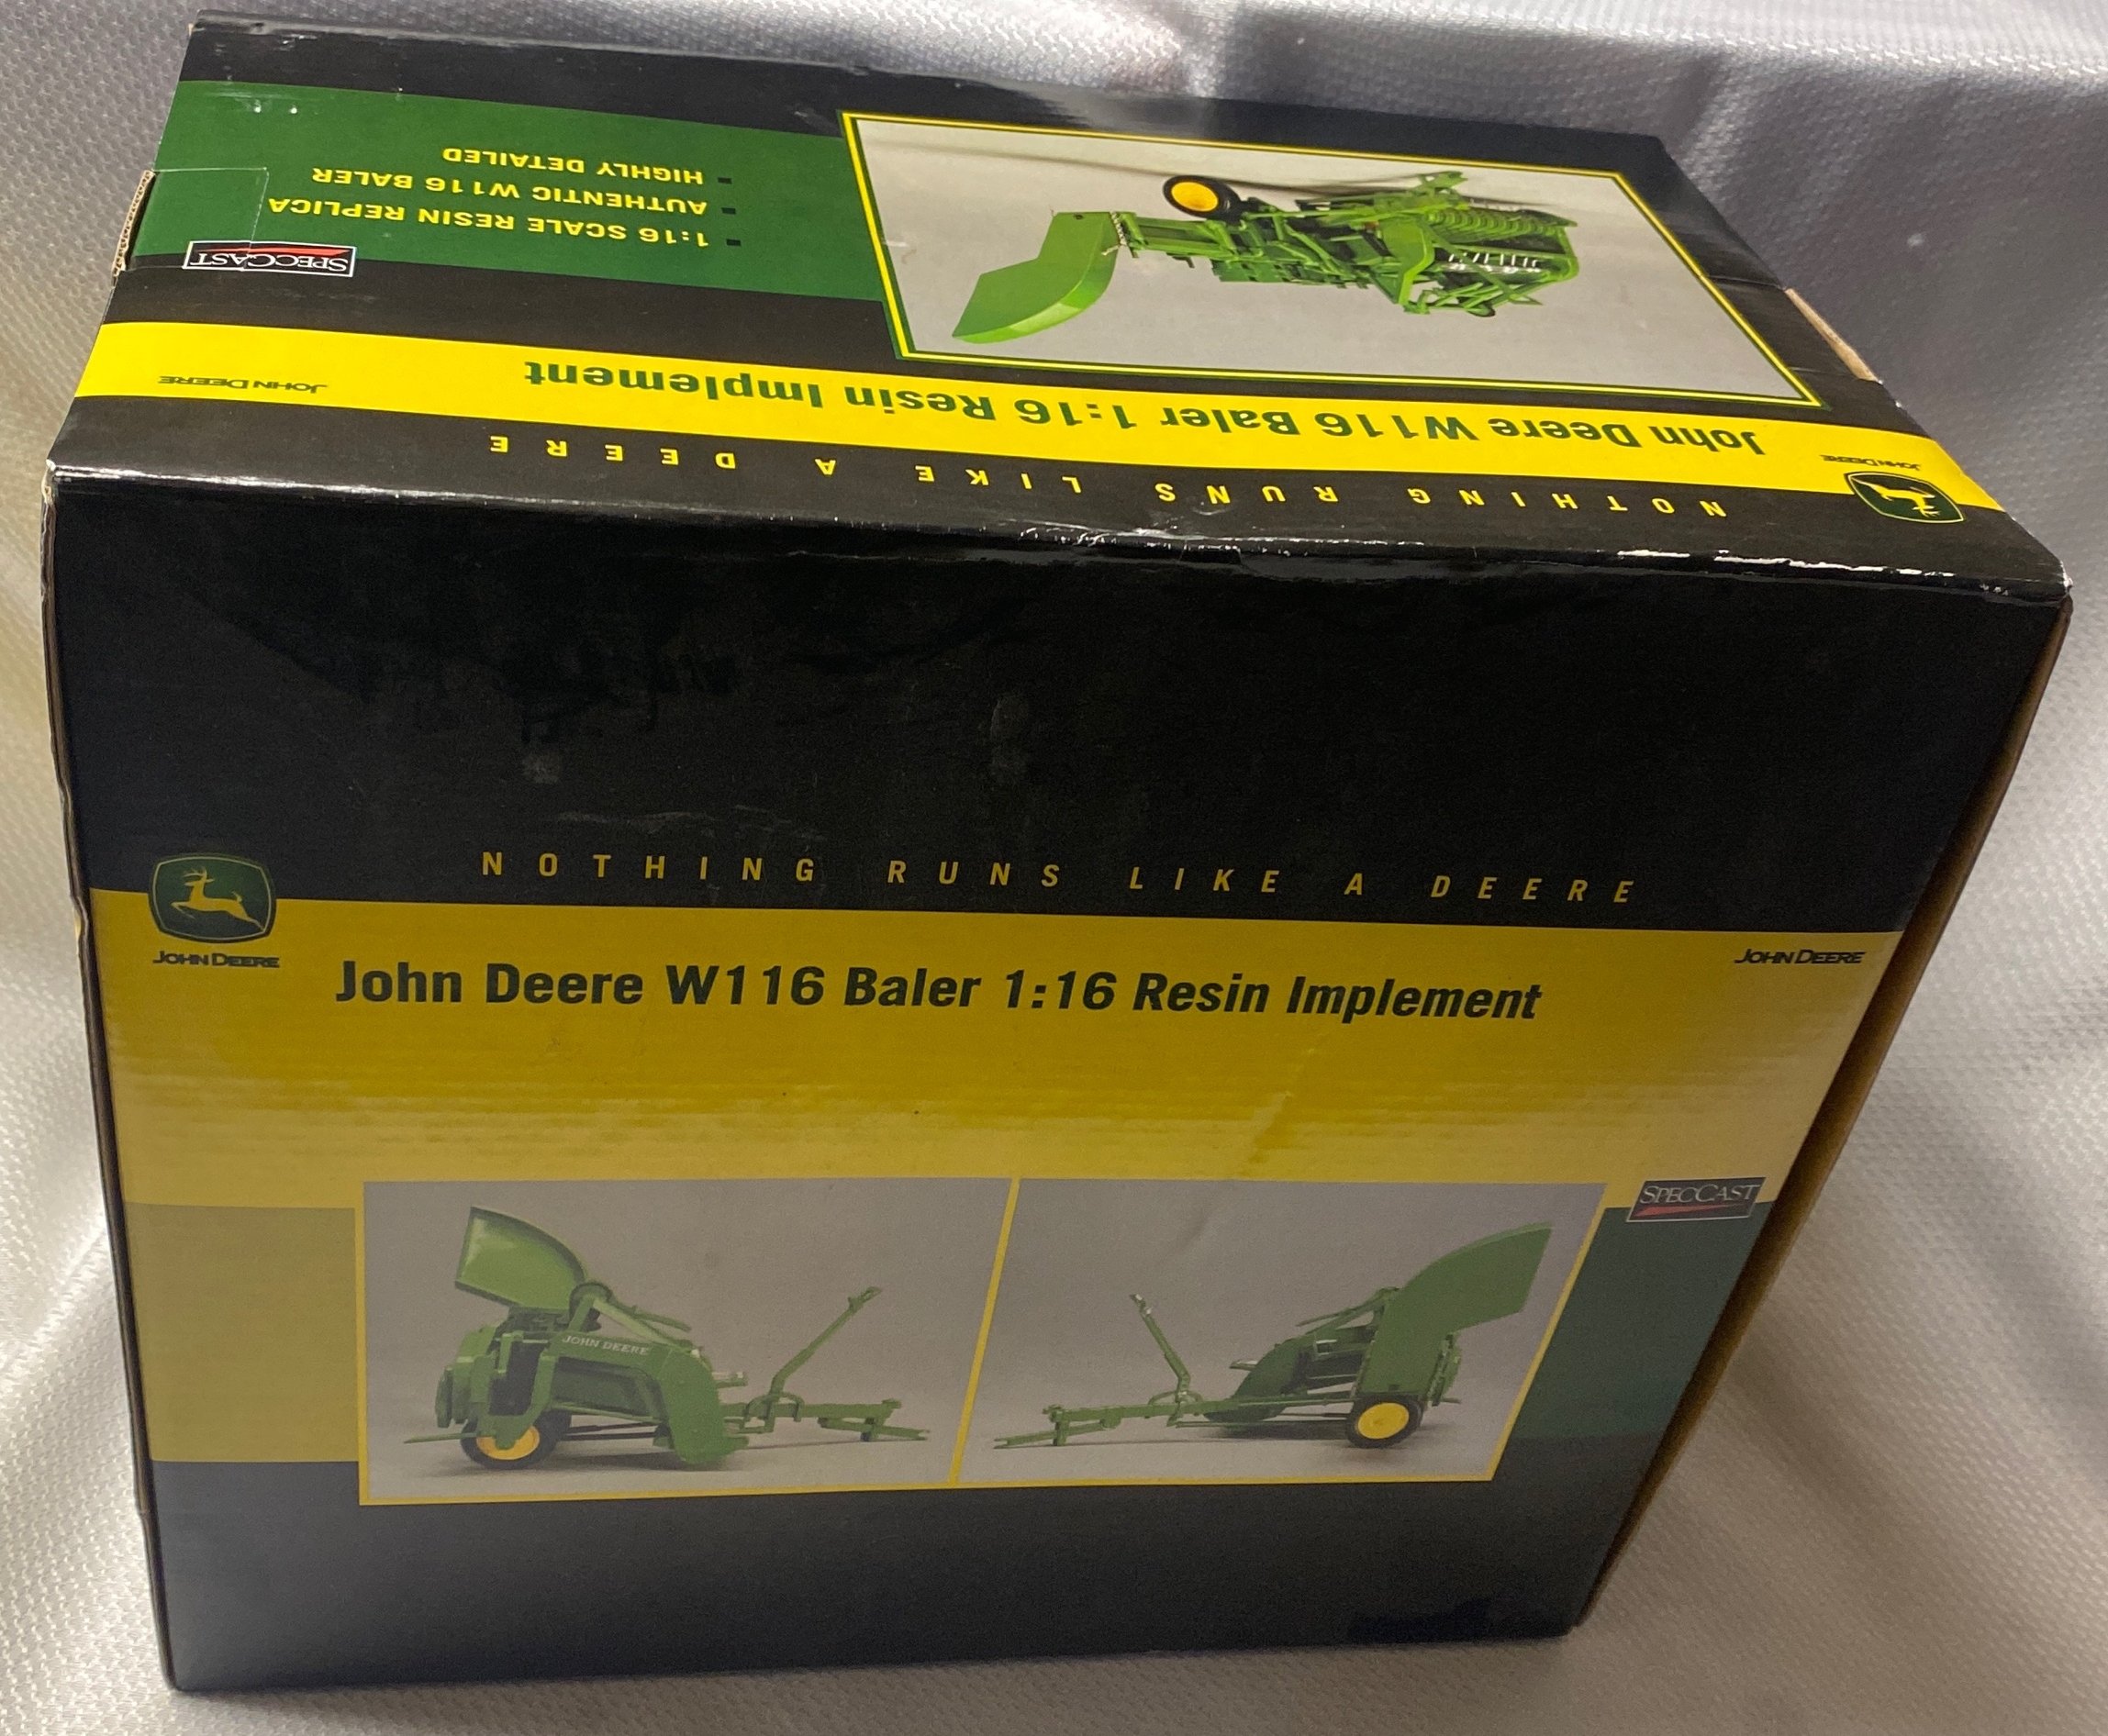 HIGHLY DETAILED
AUTHENTIC W116 BALER
1:16 SCALE RESIN REPLICA
SPECCAST
JOHN DEERE
John Deere W116 Baler 1:16 Resin Implement
JOHN DEERE
NOTHING RUNS LIKE A DEERE
NOTHING RUNS LIKE A DEERE
JOHN DEERE
JOHN DEERE
John Deere W116 Baler 1:16 Resin Implement
SPECCAST
JOHN DEERE